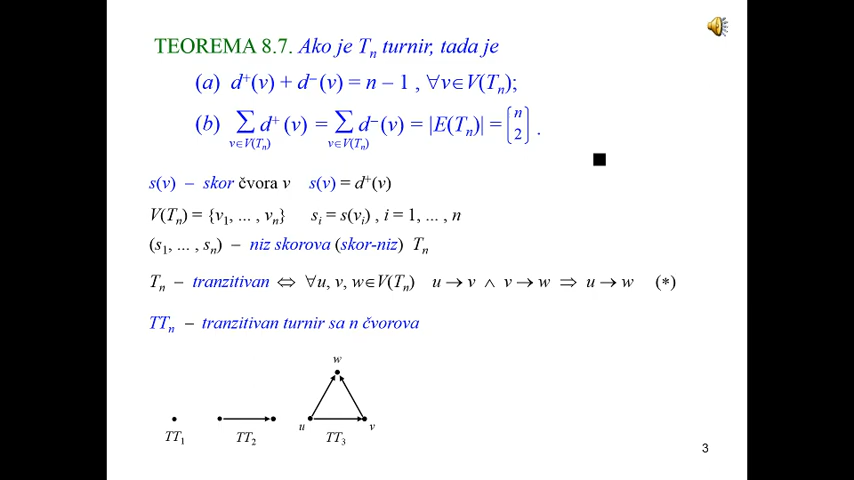 TEOREMA 8.7. Ako je Tₙ turnir, tada je
(a) d⁺(v) + d⁻(v) = n – 1 , ∀v∈V(Tₙ);
(b) ∑_{v∈V(Tₙ)} d⁺(v) = ∑_{v∈V(Tₙ)} d⁻(v) = |E(Tₙ)| = (n 2) .
s(v) – skor čvora v s(v) = d⁺(v)
V(Tₙ) = {v₁, ... , vₙ} sᵢ = s(vᵢ) , i = 1, ... , n
(s₁, ... , sₙ) – niz skorova (skor-niz) Tₙ
Tₙ – tranzitivan ⇔ ∀u, v, w∈V(Tₙ) u → v ∧ v → w ⇒ u → w (∗)
TTₙ – tranzitivan turnir sa n čvorova
w
u v
TT₁ TT₂ TT₃
3